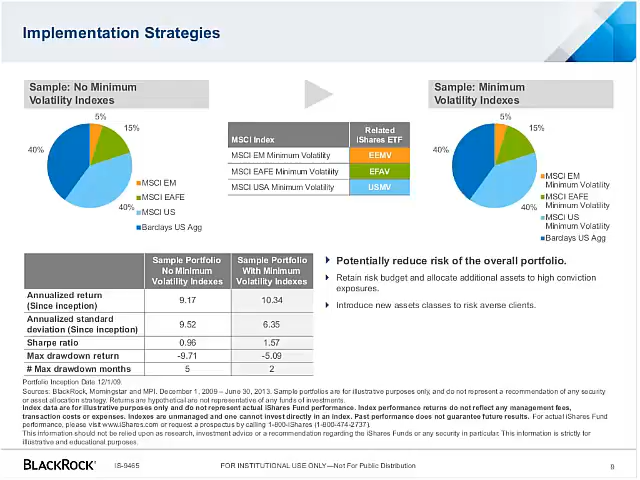 Implementation Strategies
Sample: No Minimum
Volatility Indexes
5%
15%
40%
40%
MSCI EM
MSCI EAFE
MSCI US
Barclays US Agg
MSCI Index
Related
iShares ETF
MSCI EM Minimum Volatility EEMV
MSCI EAFE Minimum Volatility EFAV
MSCI USA Minimum Volatility USMV
Sample: Minimum
Volatility Indexes
5%
15%
40%
40%
MSCI EM
Minimum Volatility
MSCI EAFE
Minimum Volatility
MSCI US
Minimum Volatility
Barclays US Agg
Sample Portfolio
No Minimum
Volatility Indexes
Sample Portfolio
With Minimum
Volatility Indexes
Annualized return
(Since inception) 9.17 10.34
Annualized standard
deviation (Since inception) 9.52 6.35
Sharpe ratio 0.96 1.57
Max drawdown return -9.71 -5.09
# Max drawdown months 5 2
Potentially reduce risk of the overall portfolio.
Retain risk budget and allocate additional assets to high conviction
exposures.
Introduce new assets classes to risk averse clients.
Portfolio Inception Date 12/1/09.
Sources: BlackRock, Morningstar and MPI. December 1, 2009 – June 30, 2013. Sample portfolios are for illustrative purposes only, and do not represent a recommendation of any security
or asset allocation strategy. Returns are hypothetical are not representative of any funds of investments.
Index data are for illustrative purposes only and do not represent actual iShares Fund performance. Index performance returns do not reflect any management fees,
transaction costs or expenses. Indexes are unmanaged and one cannot invest directly in an Index. Past performance does not guarantee future results. For actual iShares Fund
performance, please visit www.iShares.com or request a prospectus by calling 1-800-iShares (1-800-474-2737).
This information should not be relied upon as research, investment advice or a recommendation regarding the iShares Funds or any security in particular. This information is strictly for
illustrative and educational purposes.
BLACKROCK® IS-9465 FOR INSTITUTIONAL USE ONLY—Not For Public Distribution 9